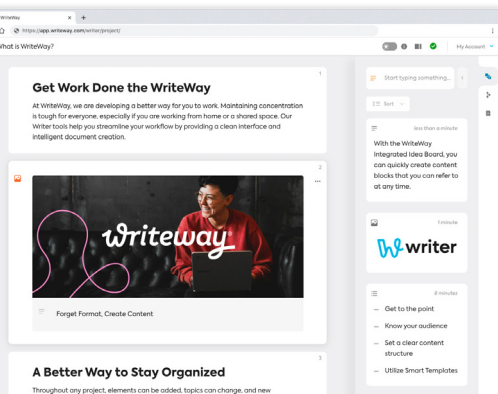 WriteWay
https://app.writeway.com/writer/project/
What is WriteWay?
My Account
1
Get Work Done the WriteWay
At WriteWay, we are developing a better way for you to work. Maintaining concentration
is tough for everyone, especially if you are working from home or a shared space. Our
Writer tools help you streamline your workflow by providing a clean interface and
intelligent document creation.
2
writeway
Forget Format, Create Content
3
A Better Way to Stay Organized
Throughout any project, elements can be added, topics can change, and new
Start typing something...
Sort
less than a minute
With the WriteWay
Integrated Idea Board, you
can quickly create content
blocks that you can refer to
at any time.
1 minute
W writer
8 minutes
Get to the point
Know your audience
Set a clear content
structure
Utilize Smart Templates